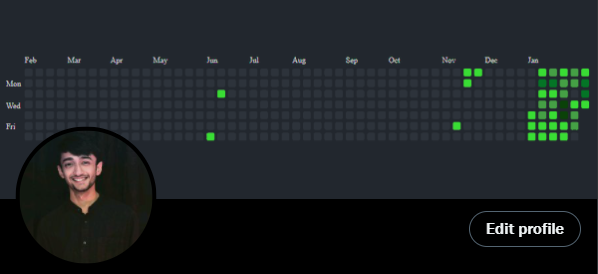 Feb Mar Apr May Jun Jul Aug Sep Oct Nov Dec Jan
Mon
Wed
Fri
Edit profile